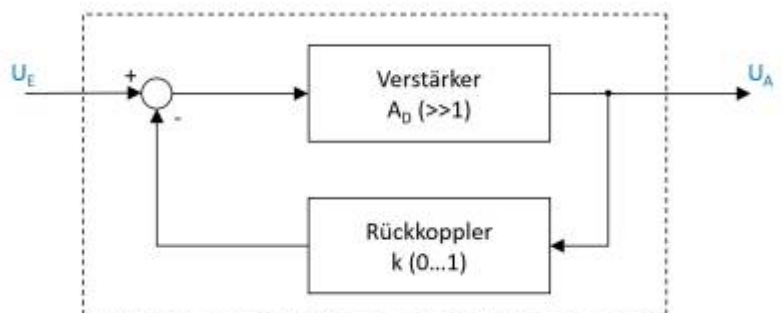 U_E
+
-
Verstärker
A_D (>>1)
U_A
Rückkoppler
k (0...1)